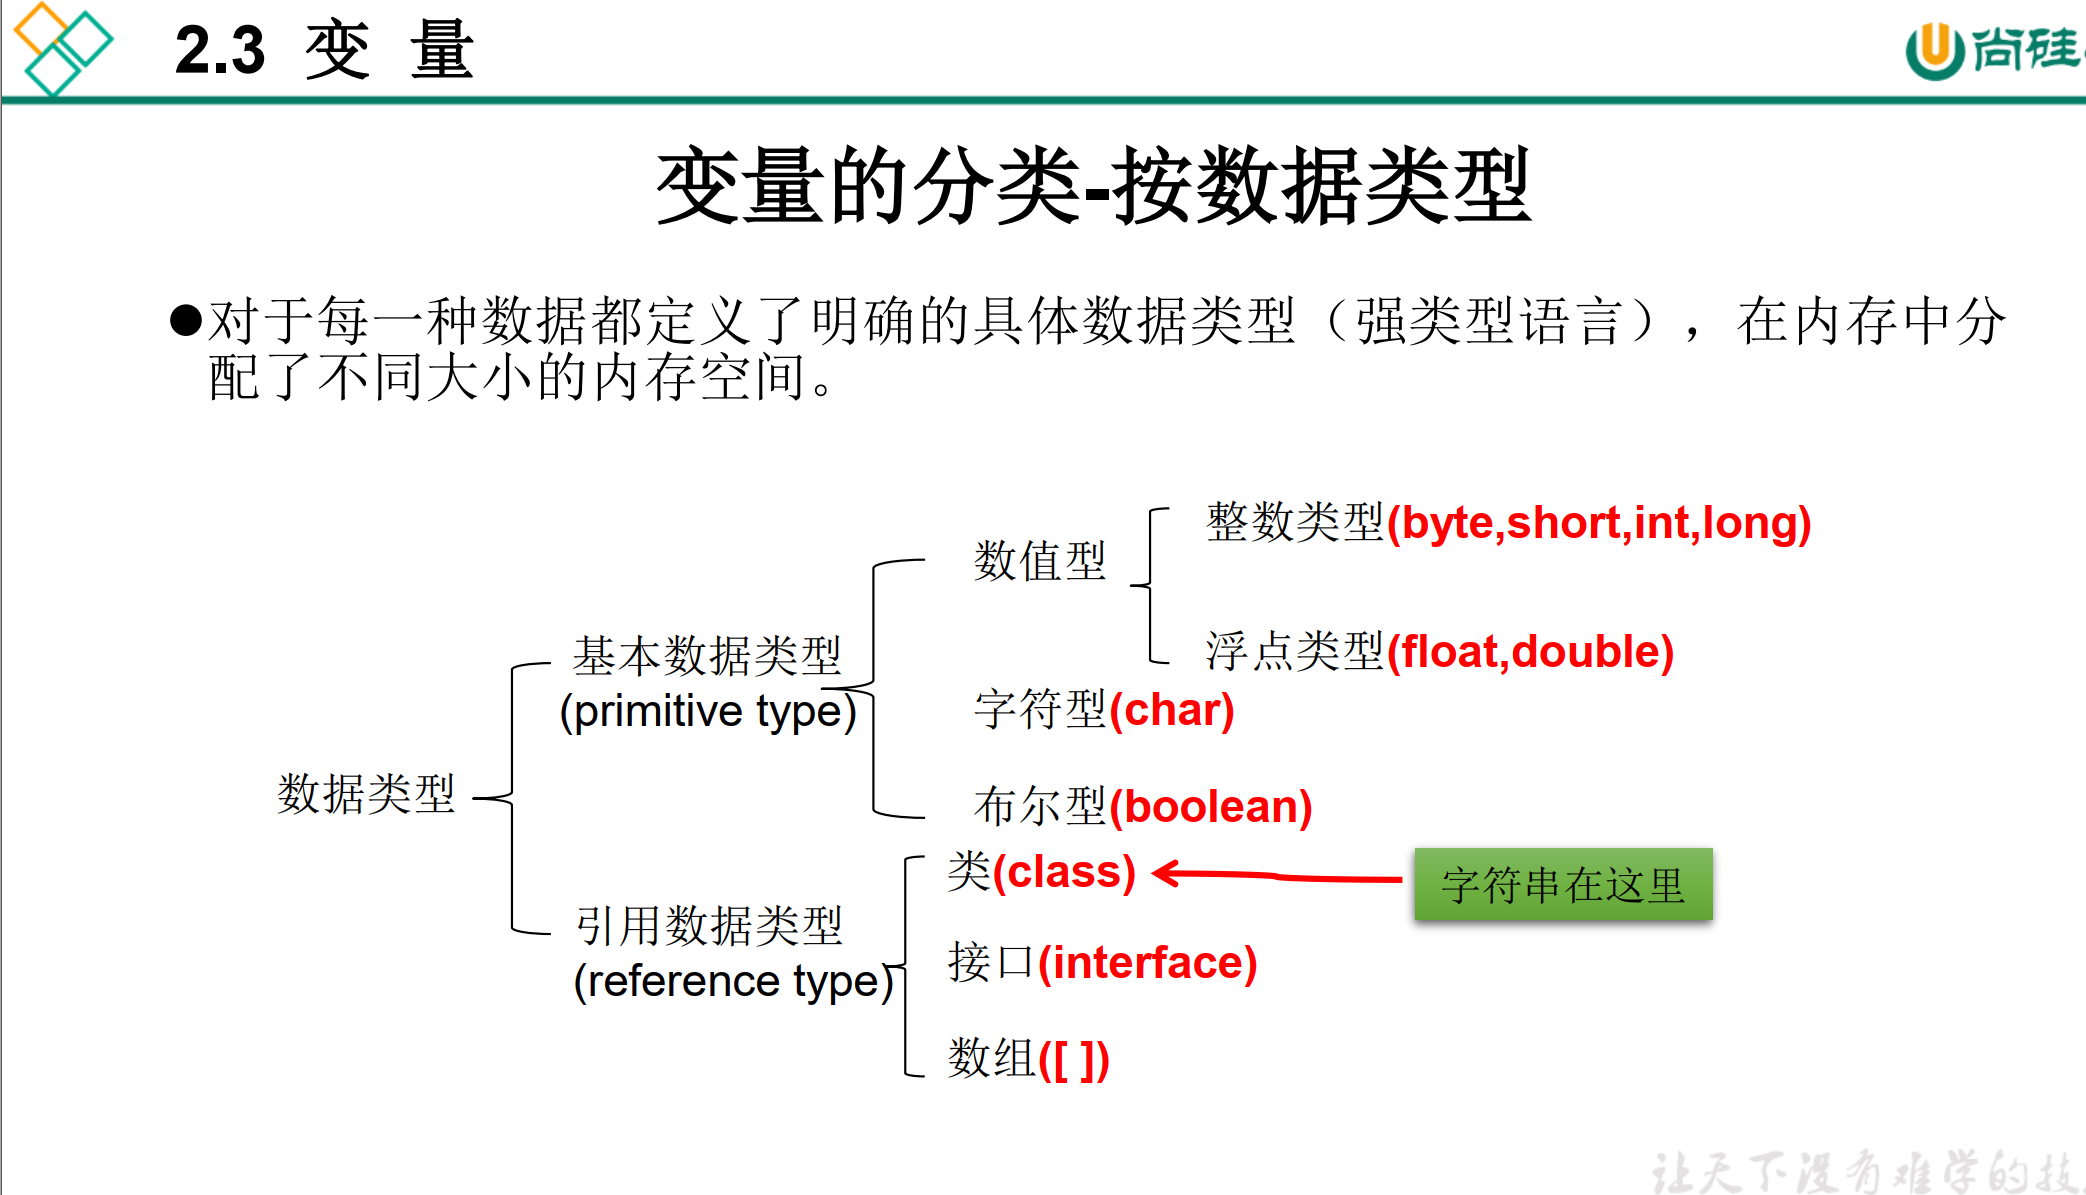 2.3 变 量
尚硅
变量的分类-按数据类型
●对于每一种数据都定义了明确的具体数据类型（强类型语言），在内存中分
配了不同大小的内存空间。
整数类型(byte,short,int,long)
数值型
浮点类型(float,double)
基本数据类型
(primitive type)
字符型(char)
布尔型(boolean)
数据类型
类(class)
字符串在这里
引用数据类型
(reference type)
接口(interface)
数组([ ])
让天下没有难学的技